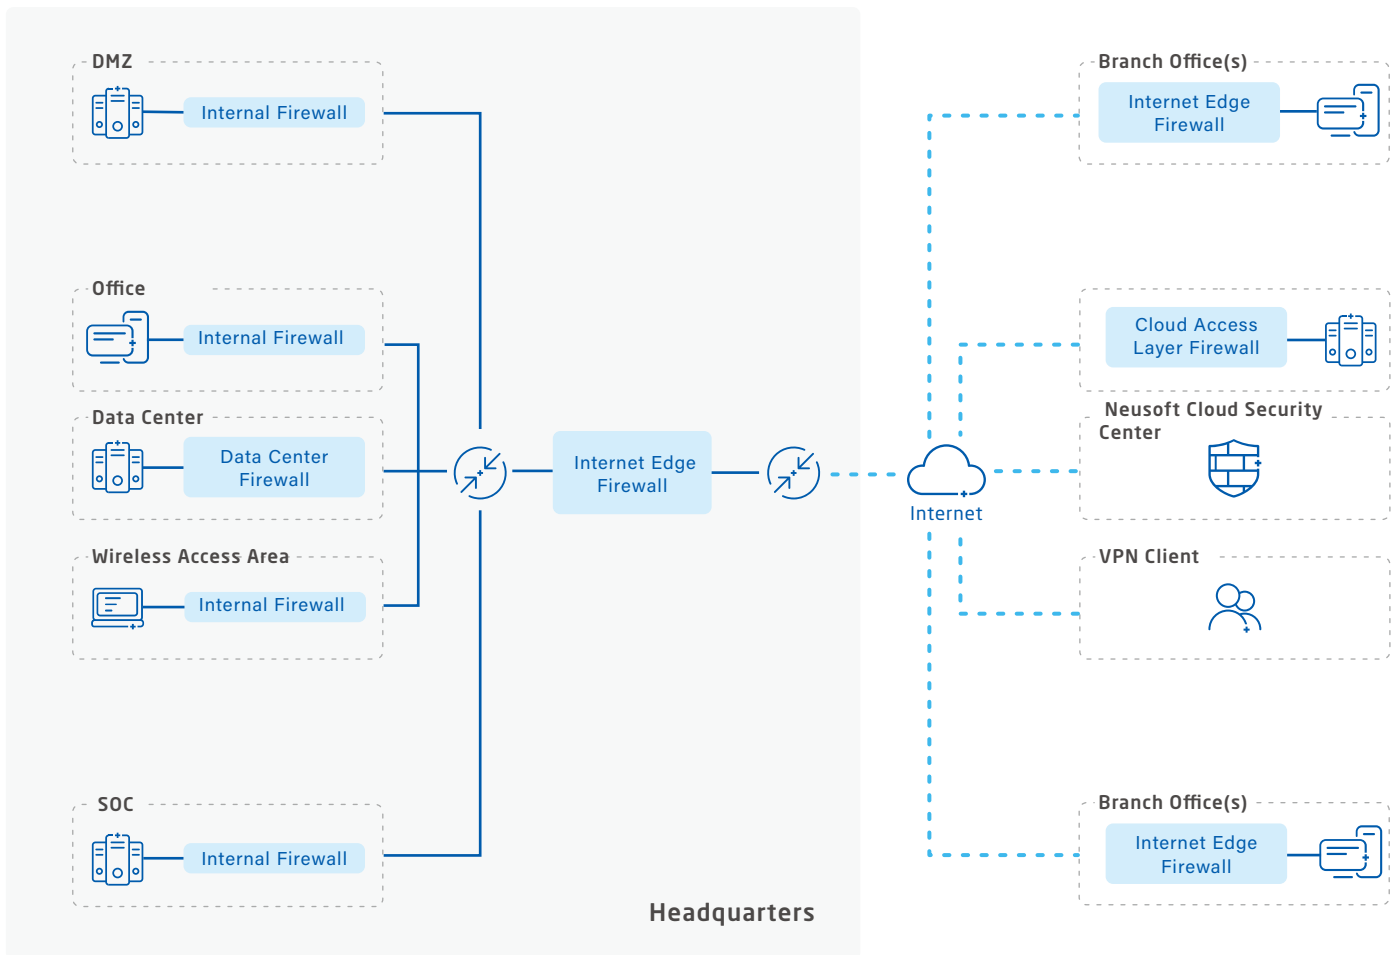 DMZ
Internal Firewall
Office
Internal Firewall
Data Center
Data Center
Firewall
Wireless Access Area
Internal Firewall
SOC
Internal Firewall
Internet Edge
Firewall
Headquarters
Internet
Branch Office(s)
Internet Edge
Firewall
Cloud Access
Layer Firewall
Neusoft Cloud Security
Center
VPN Client
Branch Office(s)
Internet Edge
Firewall